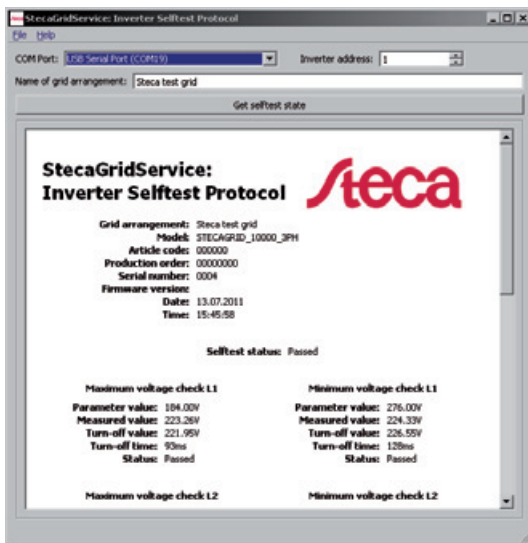 StecaGridService: Inverter Selftest Protocol
File Help
COM Port: USB Serial Port (COM19) Inverter address: 1
Name of grid arrangement: Steca test grid
Get selftest state
StecaGridService:
Inverter Selftest Protocol
Steca
Grid arrangement: Steca test grid
Model: STECAGRID_10000_3PH
Article code: 000000
Production order: 00000000
Serial number: 0004
Firmware version:
Date: 13.07.2011
Time: 15:45:58
Selftest status: Passed
Maximum voltage check L1 Minimum voltage check L1
Parameter value: 184.00V Parameter value: 276.00V
Measured value: 223.26V Measured value: 224.33V
Turn-off value: 221.95V Turn-off value: 226.55V
Turn-off time: 93ms Turn-off time: 128ms
Status: Passed Status: Passed
Maximum voltage check L2 Minimum voltage check L2